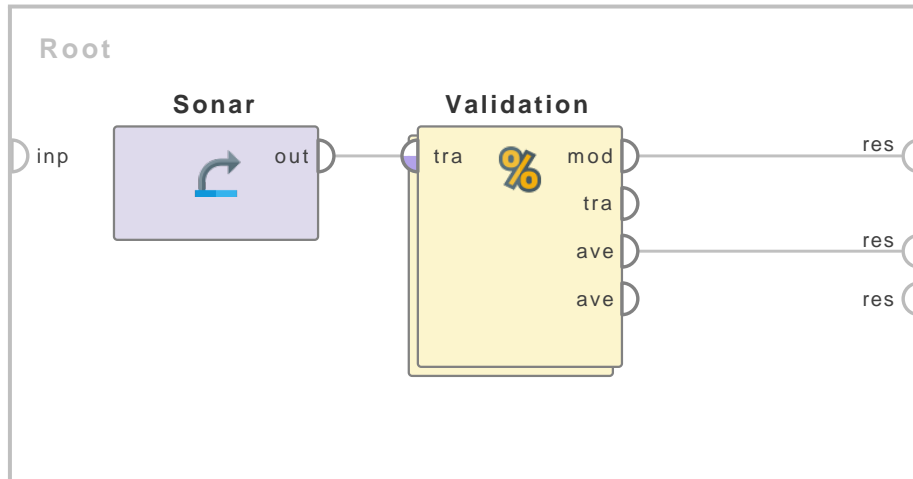 Root
Sonar
Validation
inp
out
tra
%
mod
res
tra
ave
res
ave
res